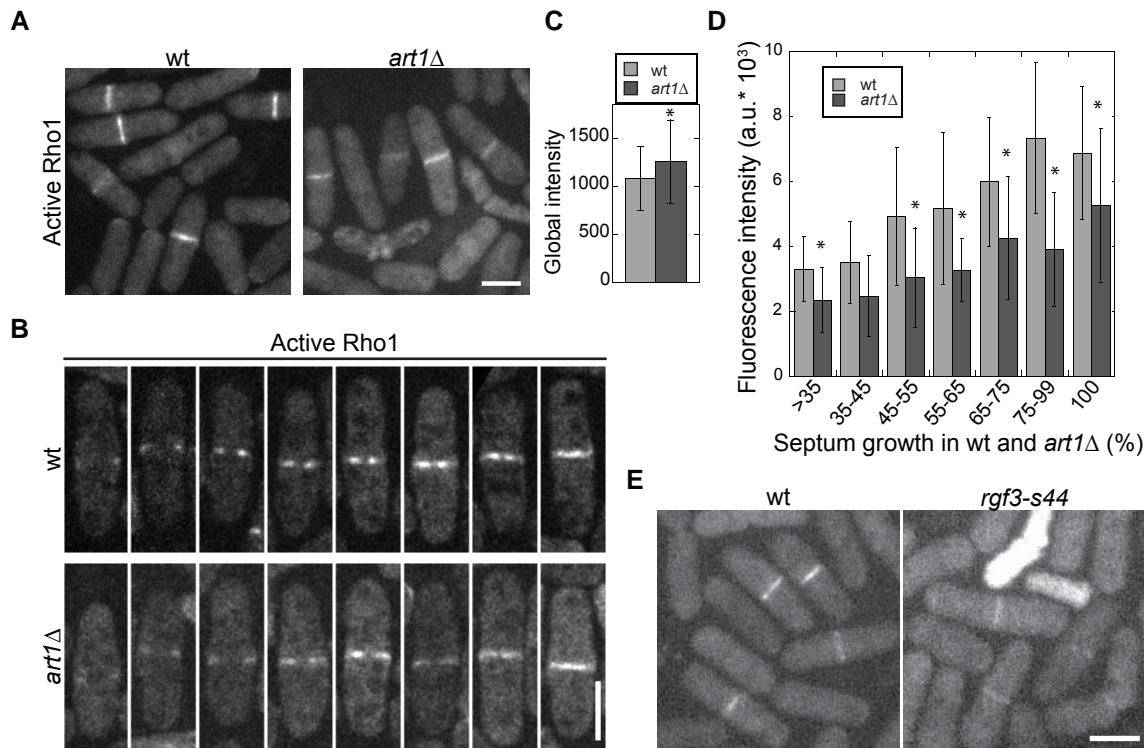 A
wt
art1Δ
Active Rho1
B
Active Rho1
wt
art1Δ
C
wt
art1Δ
*
1500
1000
500
0
Global intensity
D
10
8
6
4
2
0
Fluorescence intensity (a.u.* 10³)
wt
art1Δ
*
*
*
*
*
*
>35
35-45
45-55
55-65
65-75
75-99
100
Septum growth in wt and art1Δ (%)
E
wt
rgf3-s44